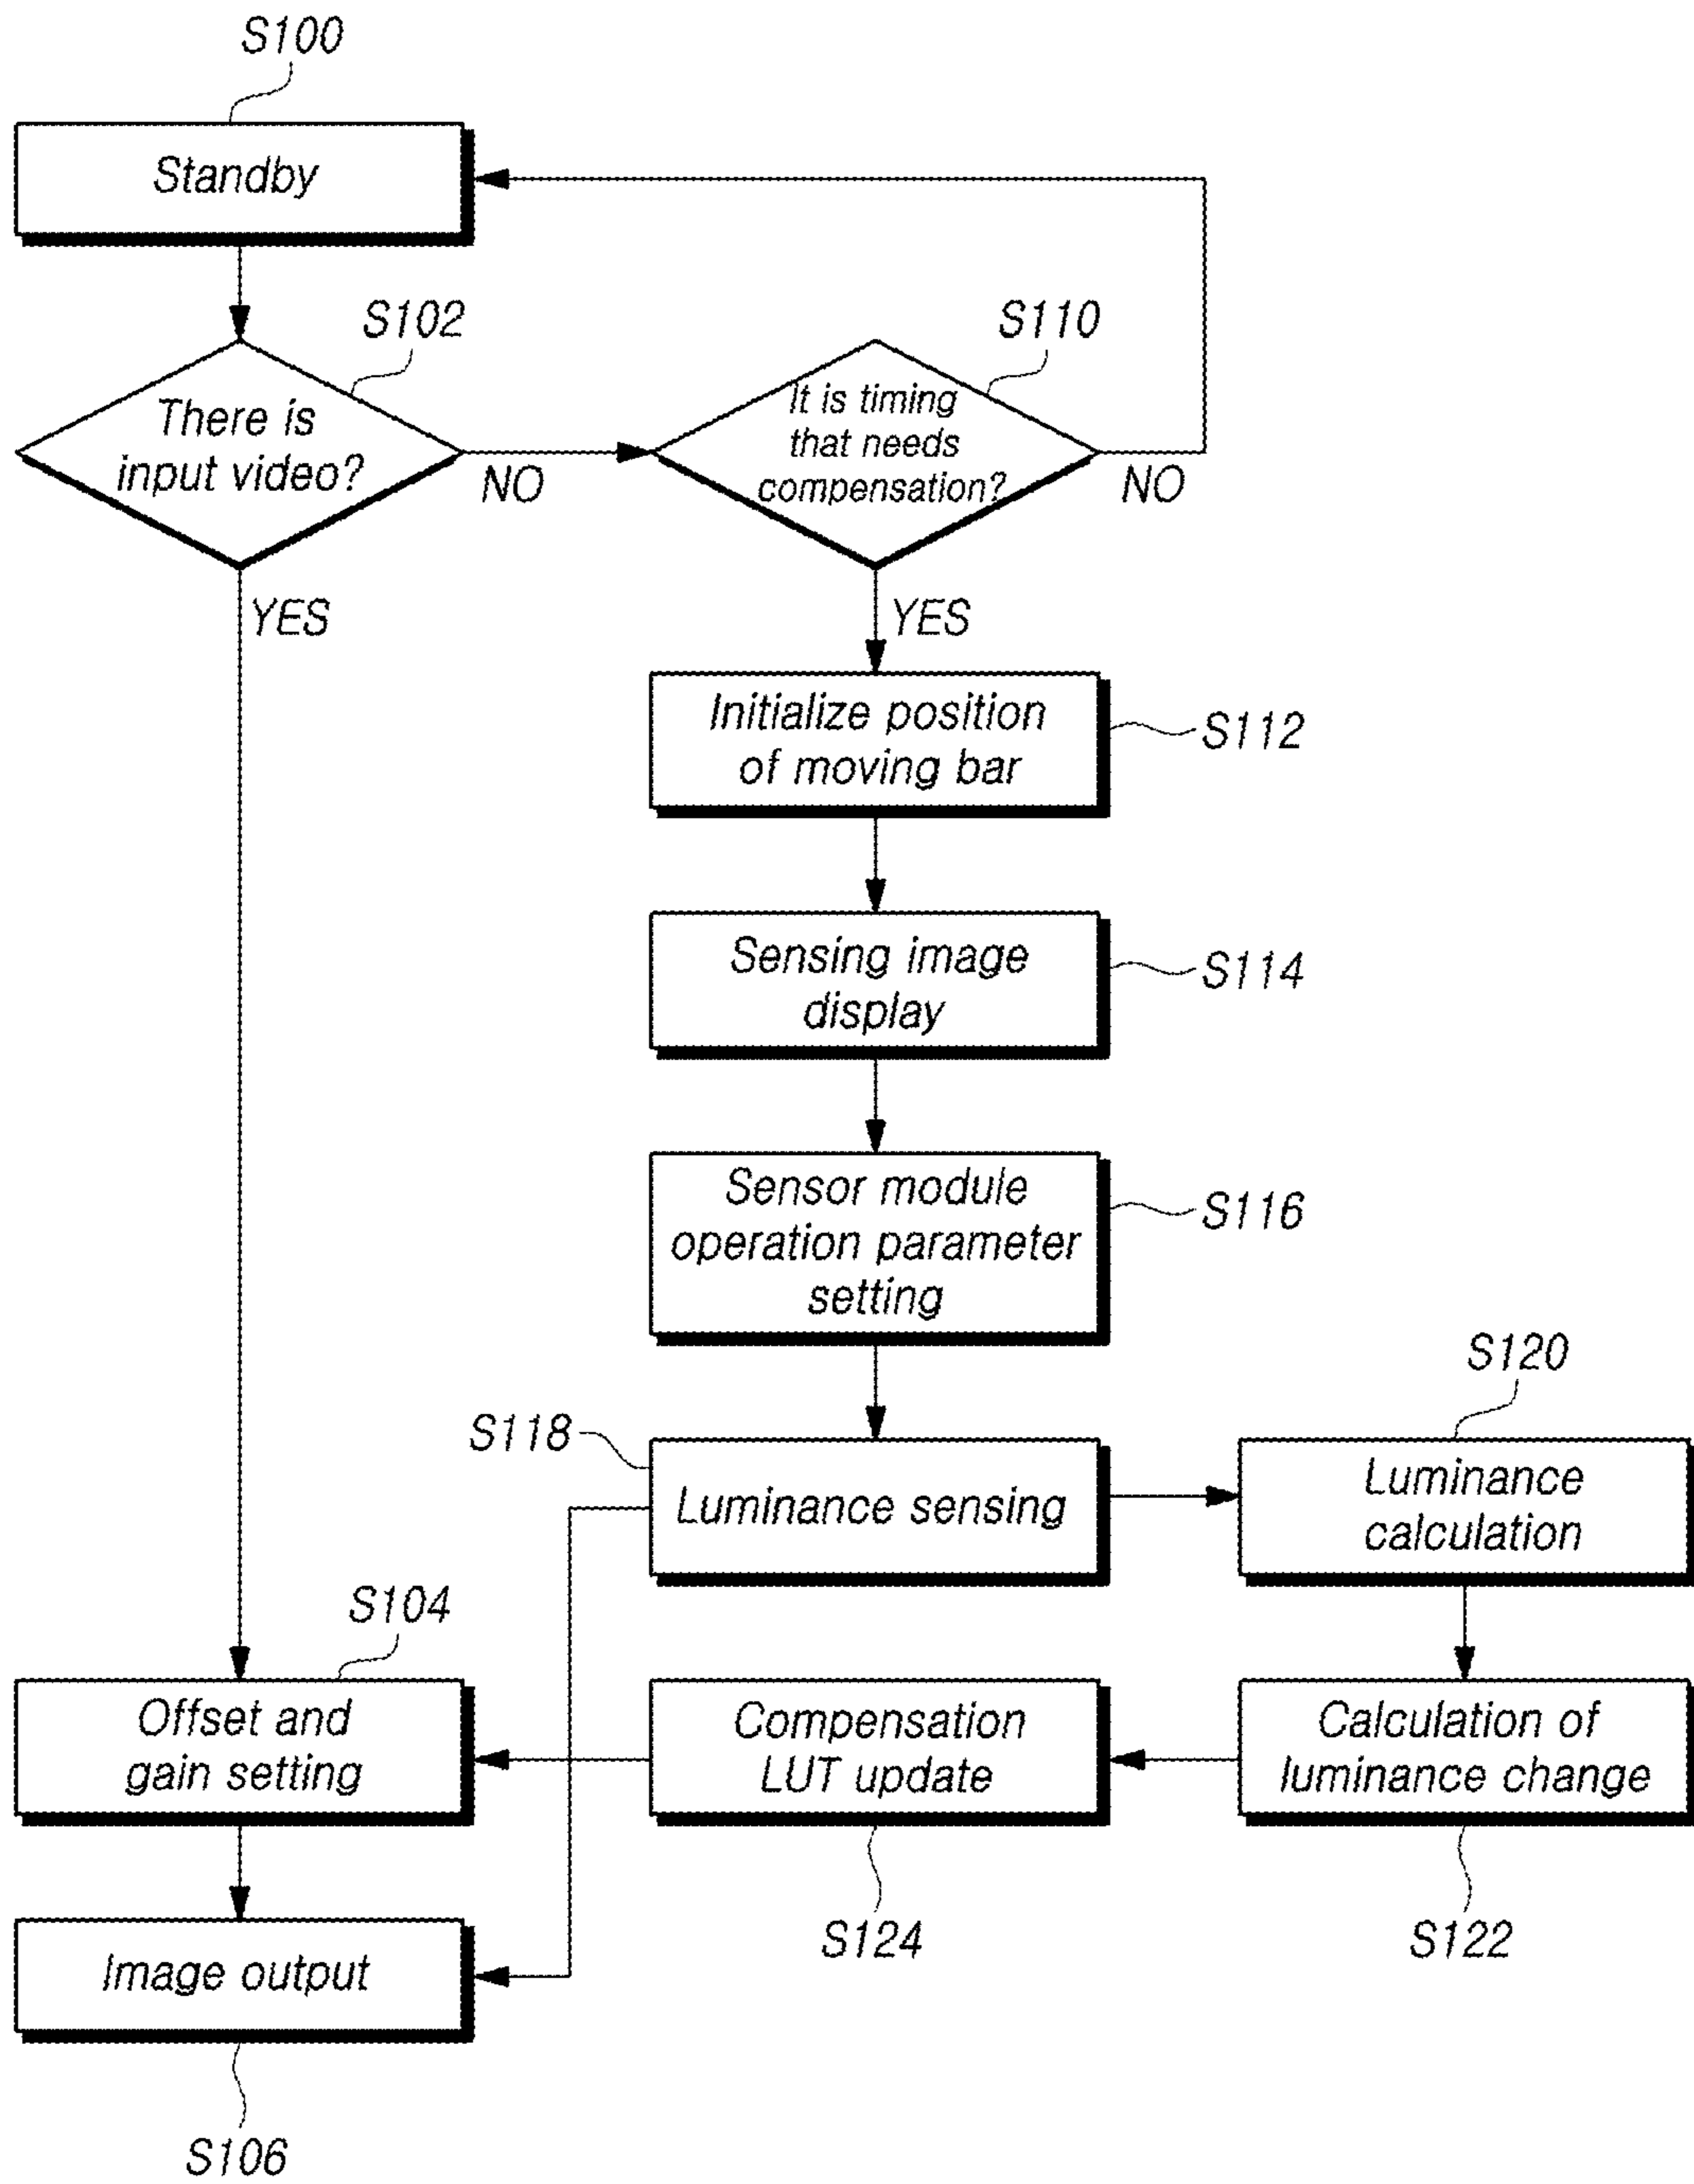 S100
Standby
S102
There is
input video?
NO
YES
S110
It is timing
that needs
compensation?
NO
YES
Initialize position
of moving bar
S112
Sensing image
display
S114
Sensor module
operation parameter
setting
S116
S118
Luminance sensing
S120
Luminance
calculation
S104
Offset and
gain setting
Compensation
LUT update
Calculation of
luminance change
S124
S122
Image output
S106